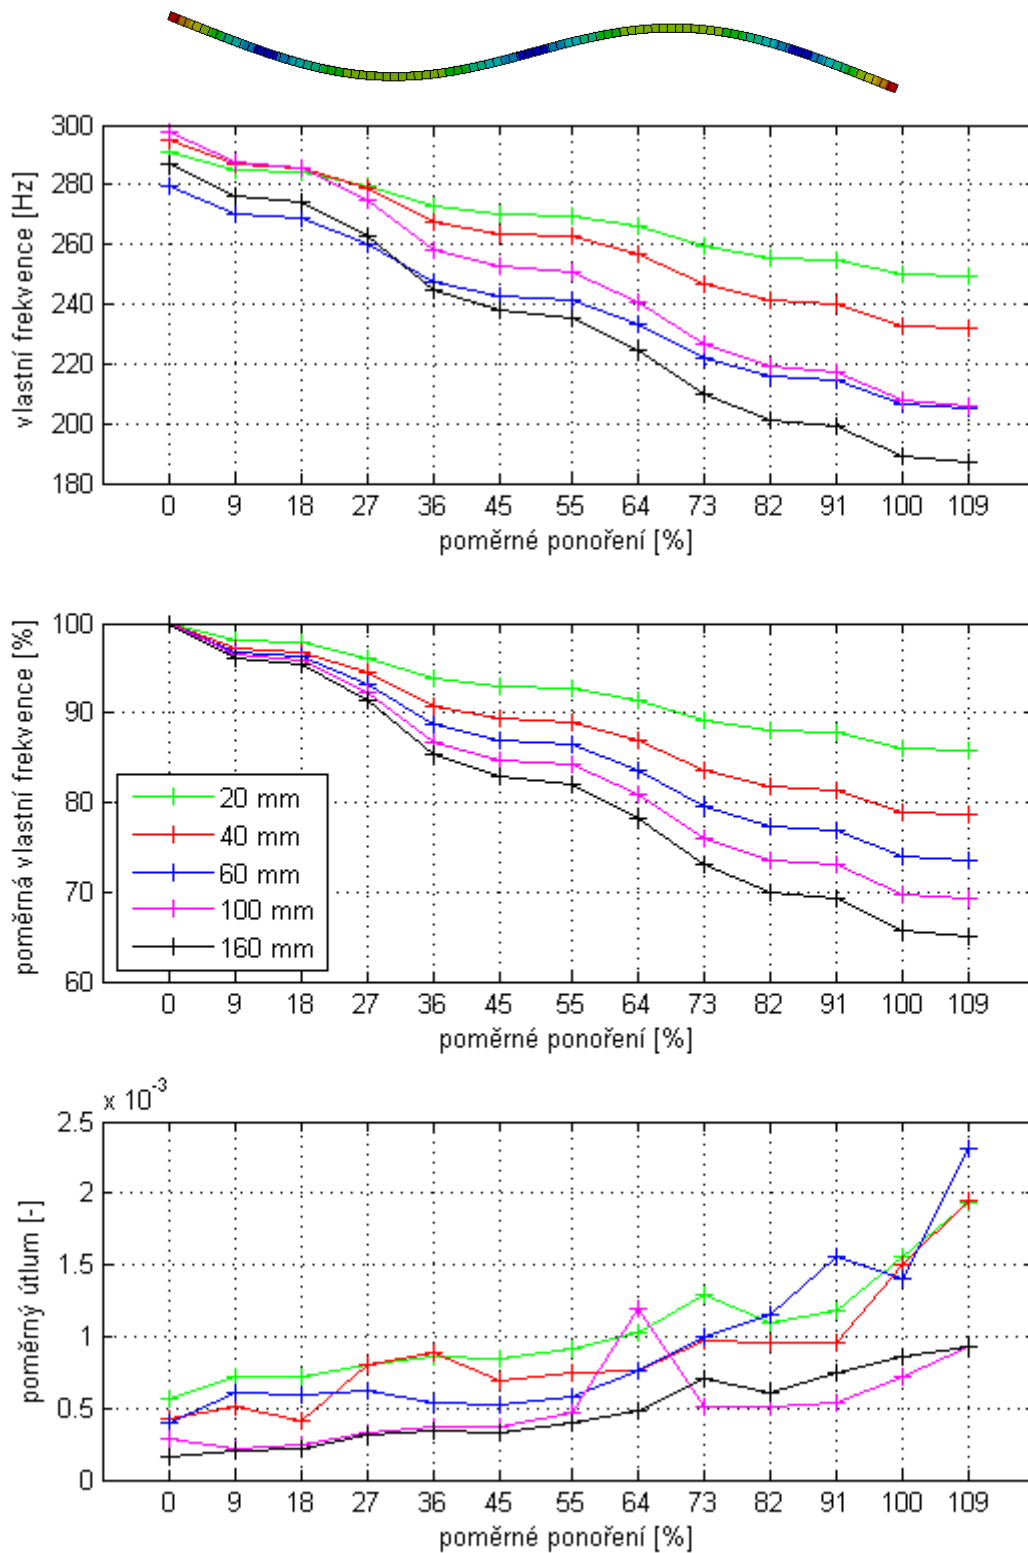 300
280
260
240
220
200
180
vlastní frekvence [Hz]
0 9 18 27 36 45 55 64 73 82 91 100 109
poměrné ponoření [%]
100
90
80
70
60
poměrná vlastní frekvence [%]
20 mm
40 mm
60 mm
100 mm
160 mm
0 9 18 27 36 45 55 64 73 82 91 100 109
poměrné ponoření [%]
x 10-3
2.5
2
1.5
1
0.5
0
poměrný útlum [-]
0 9 18 27 36 45 55 64 73 82 91 100 109
poměrné ponoření [%]